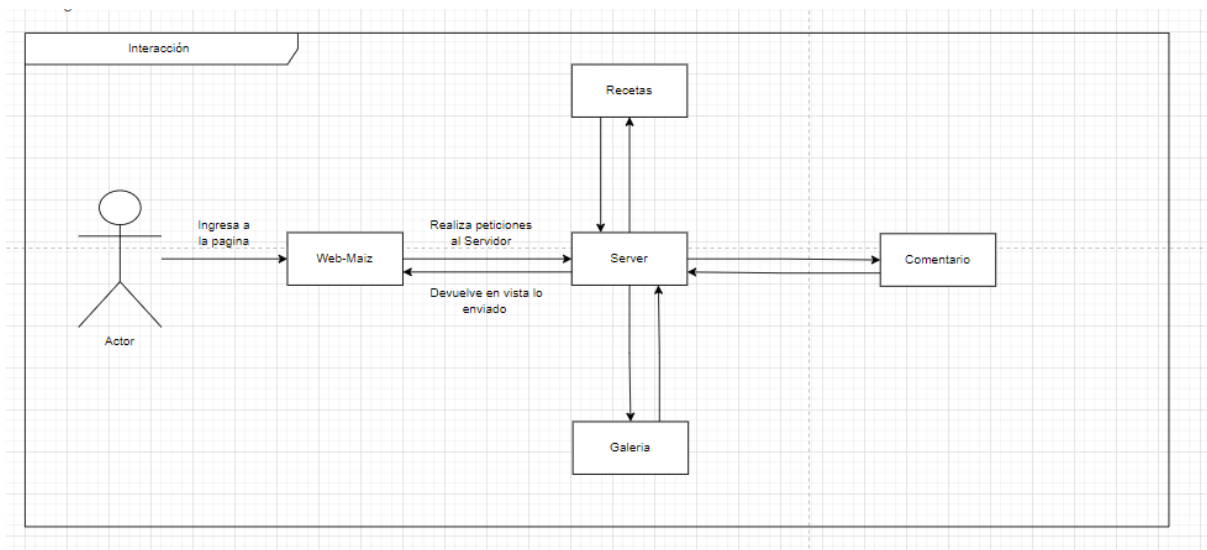 Interacción
Recetas
Ingresa a
la pagina
Realiza peticiones
al Servidor
Web-Maiz
Server
Comentario
Devuelve en vista lo
enviado
Actor
Galeria